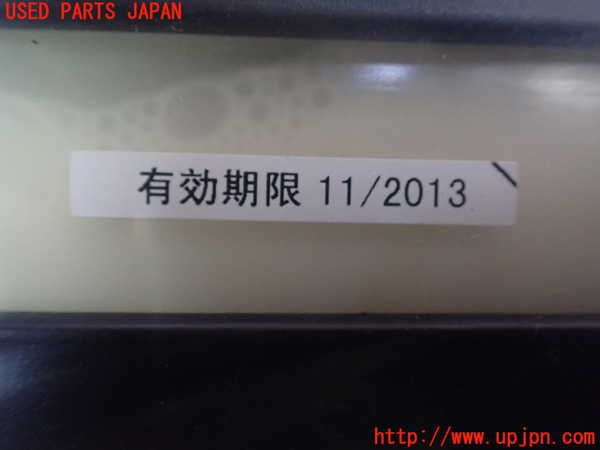 USED PARTS JAPAN
有効期限 11/2013
http://www.upjpn.com/